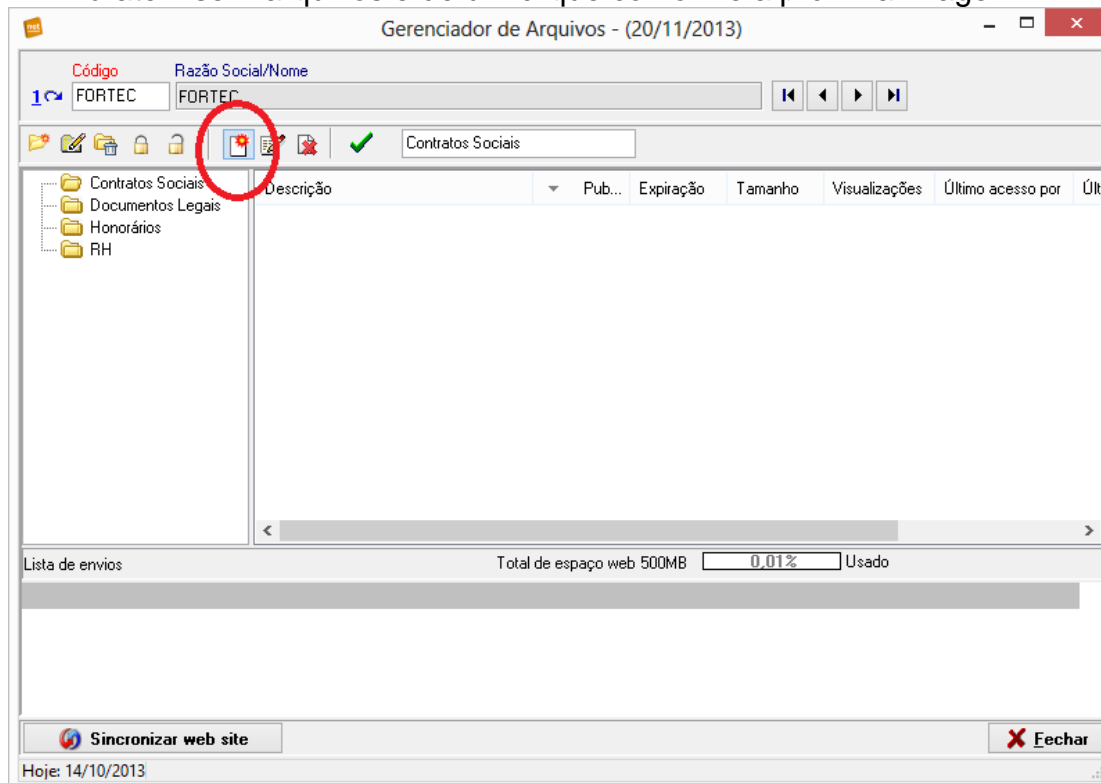 Gerenciador de Arquivos - (20/11/2013)
Código Razão Social/Nome
1 FORTEC FORTEC
Contratos Sociais
Contratos Sociais
Documentos Legais
Honorários
RH
Descrição Pub... Expiração Tamanho Visualizações Último acesso por Últ
Lista de envios Total de espaço web 500MB 0,01% Usado
Sincronizar web site Fechar
Hoje: 14/10/2013